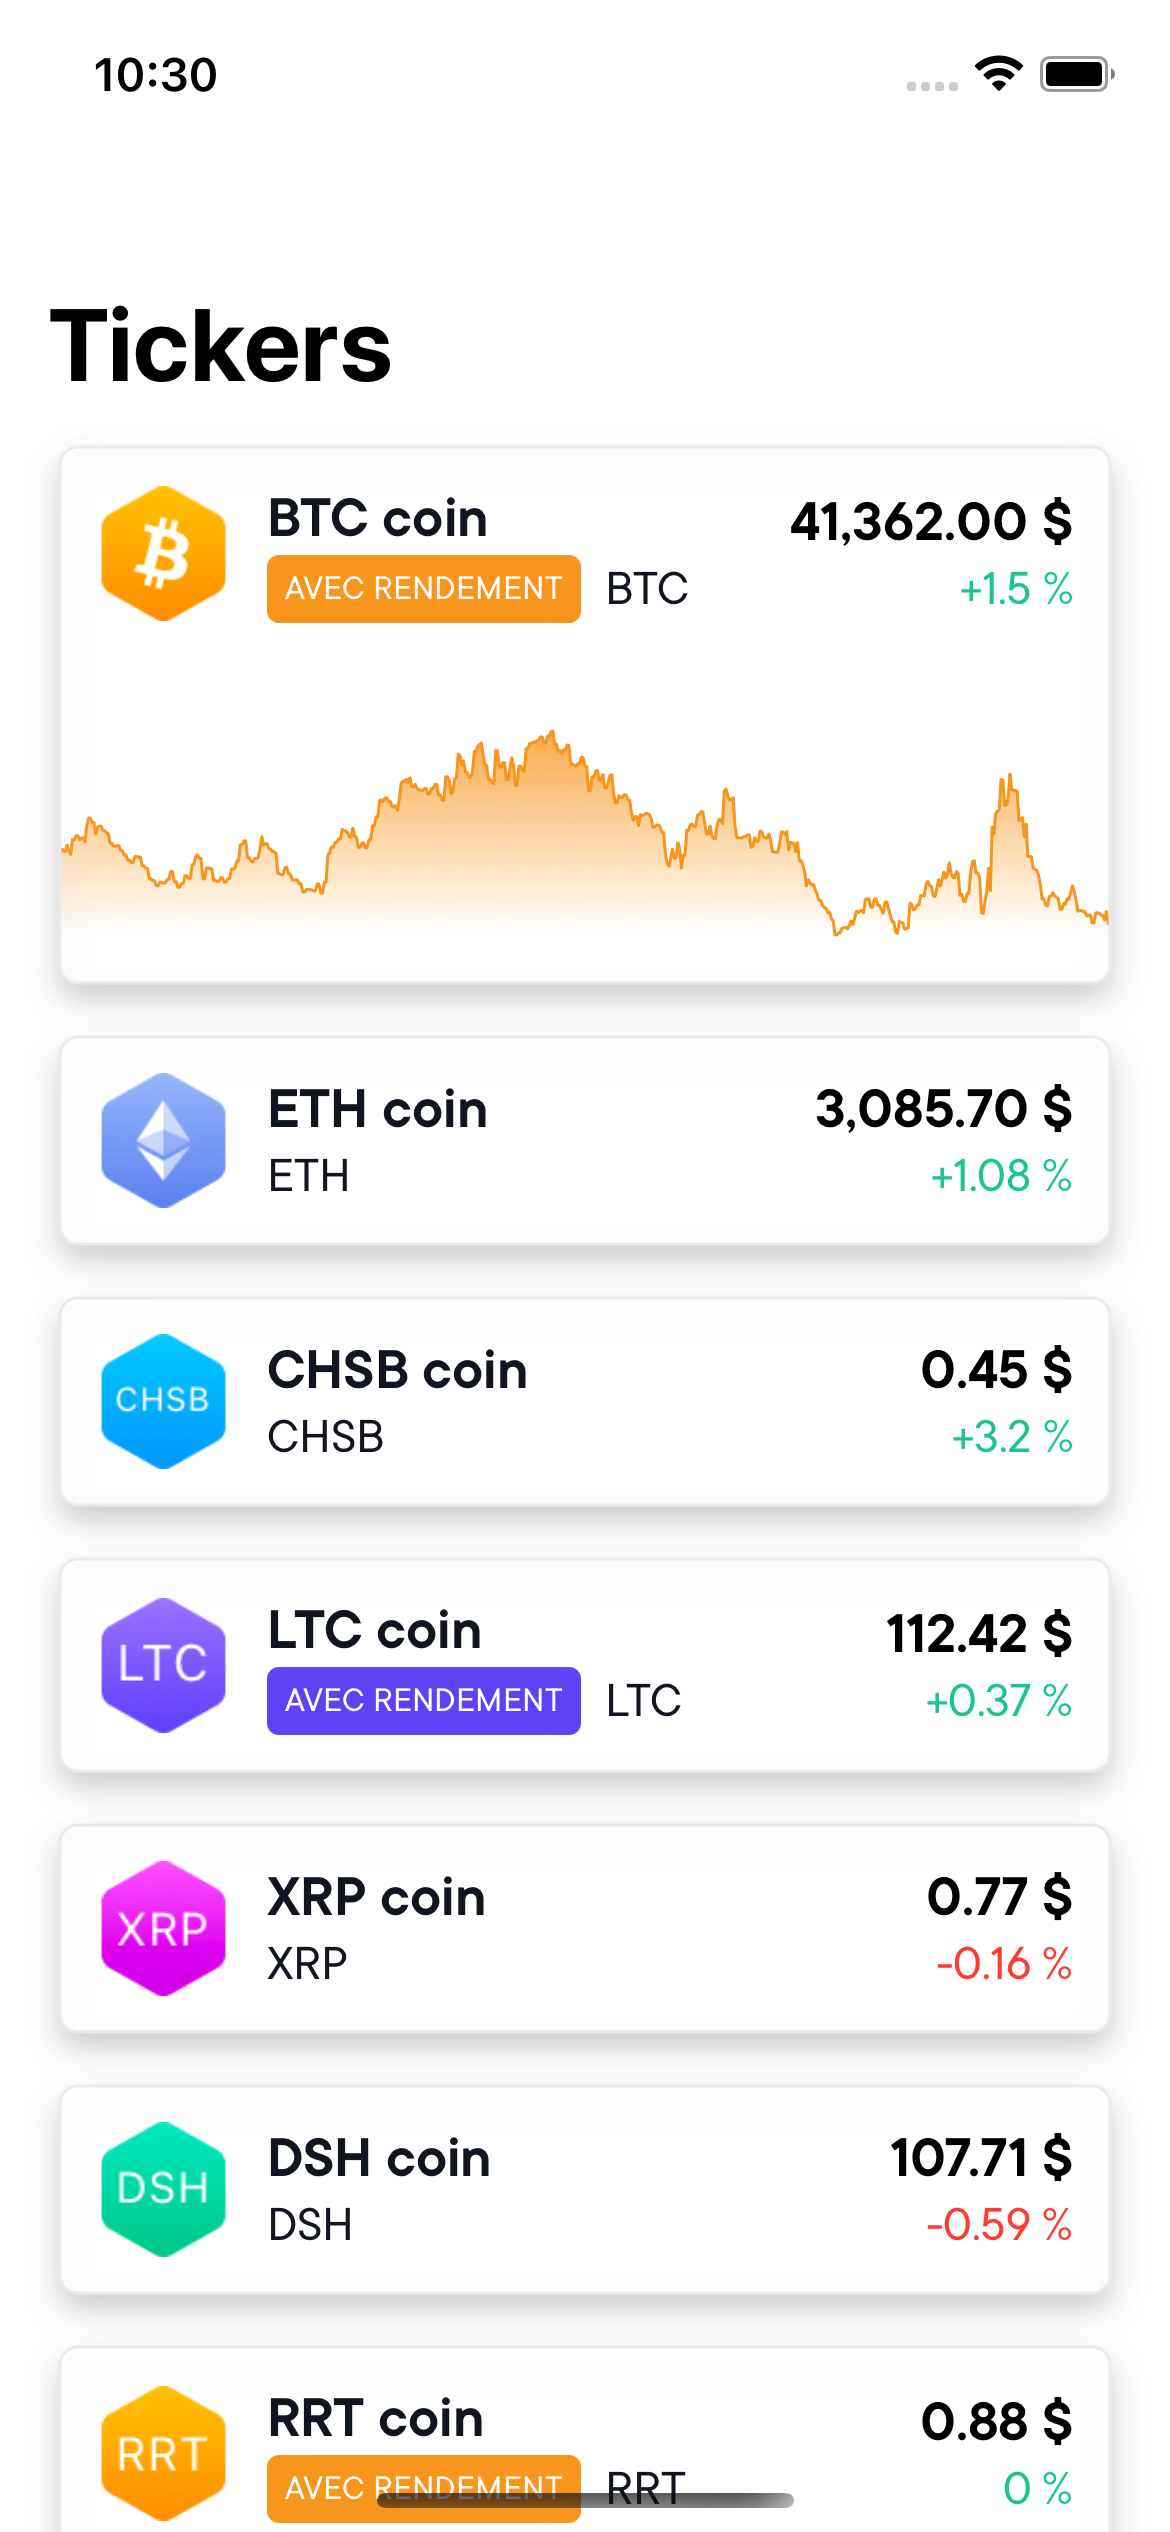 10:30
Tickers
BTC coin
41,362.00 $
AVEC RENDEMENT BTC
+1.5 %
ETH coin
3,085.70 $
ETH
+1.08 %
CHSB
CHSB coin
0.45 $
CHSB
+3.2 %
LTC
LTC coin
112.42 $
AVEC RENDEMENT LTC
+0.37 %
XRP
XRP coin
0.77 $
XRP
-0.16 %
DSH
DSH coin
107.71 $
DSH
-0.59 %
RRT
RRT coin
0.88 $
AVEC RENDEMENT RRT
0 %